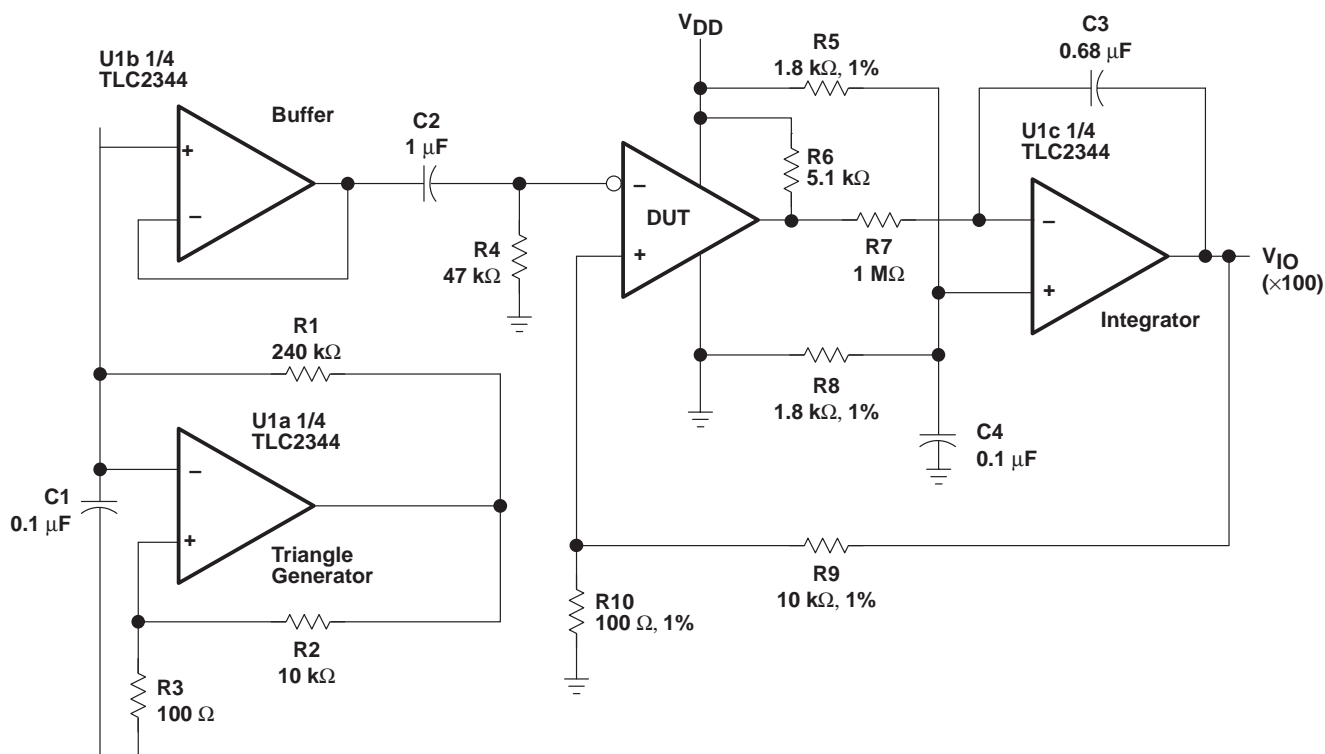 U1b 1/4
TLC2344
Buffer
+
−
C2
1 μF
R4
47 kΩ
VDD
R5
1.8 kΩ, 1%
R6
5.1 kΩ
−
DUT
+
R7
1 MΩ
R8
1.8 kΩ, 1%
C3
0.68 μF
U1c 1/4
TLC2344
−
+
Integrator
VIO
(×100)
C4
0.1 μF
R1
240 kΩ
U1a 1/4
TLC2344
−
+
C1
0.1 μF
Triangle
Generator
R2
10 kΩ
R3
100 Ω
R9
10 kΩ, 1%
R10
100 Ω, 1%